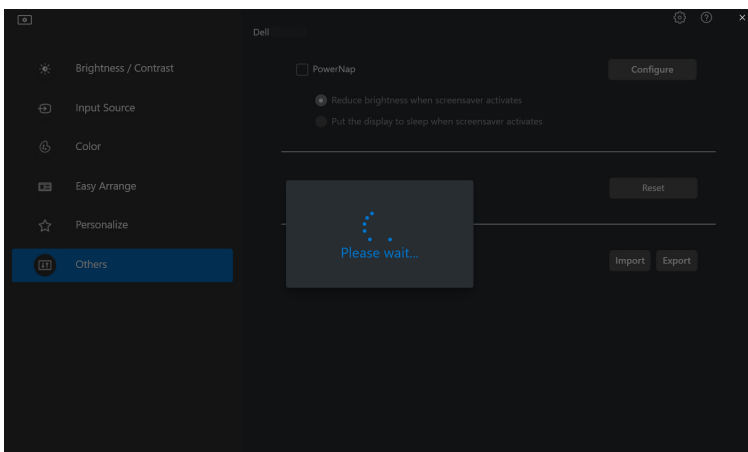 Dell
Brightness / Contrast
PowerNap
Configure
Reduce brightness when screensaver activates
Input Source
Put the display to sleep when screensaver activates
Color
Easy Arrange
Reset
Personalize
Please wait...
Others
Import
Export